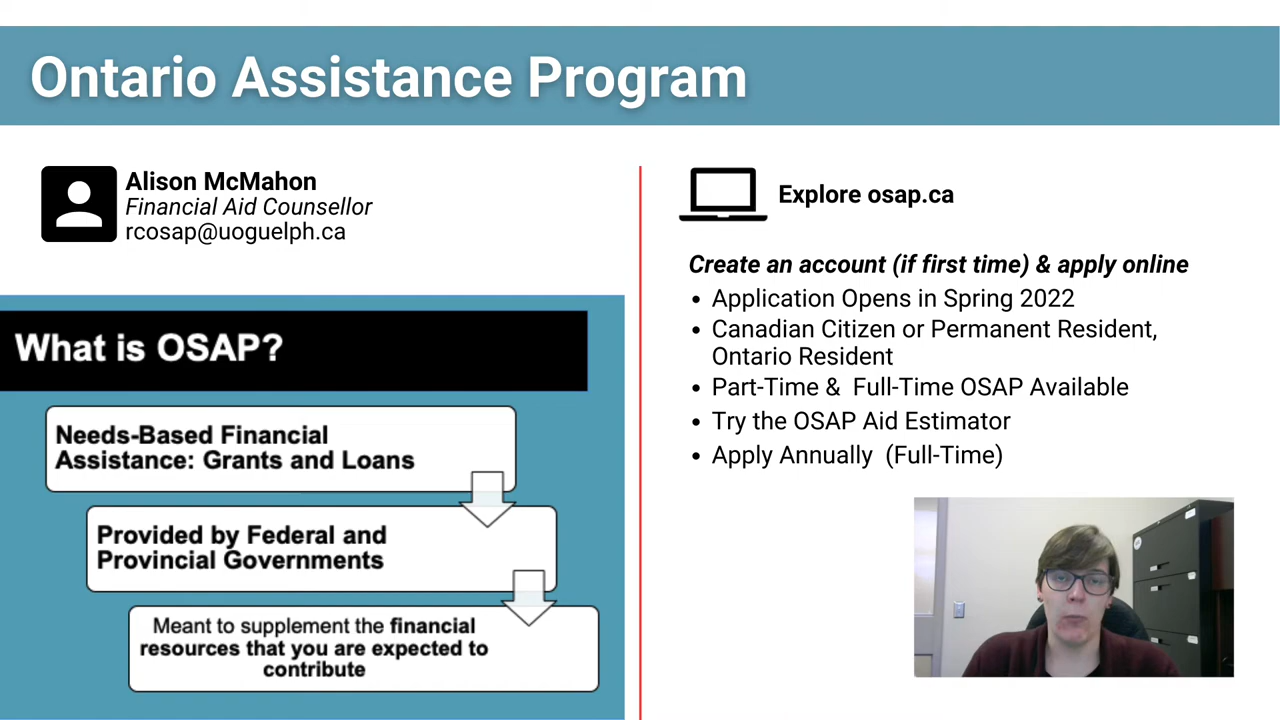 Ontario Assistance Program
Alison McMahon
Financial Aid Counsellor
rcosap@uoguelph.ca
What is OSAP?
Needs-Based Financial
Assistance: Grants and Loans
Provided by Federal and
Provincial Governments
Meant to supplement the financial
resources that you are expected to
contribute
Explore osap.ca
Create an account (if first time) & apply online
• Application Opens in Spring 2022
• Canadian Citizen or Permanent Resident,
Ontario Resident
• Part-Time & Full-Time OSAP Available
• Try the OSAP Aid Estimator
• Apply Annually (Full-Time)